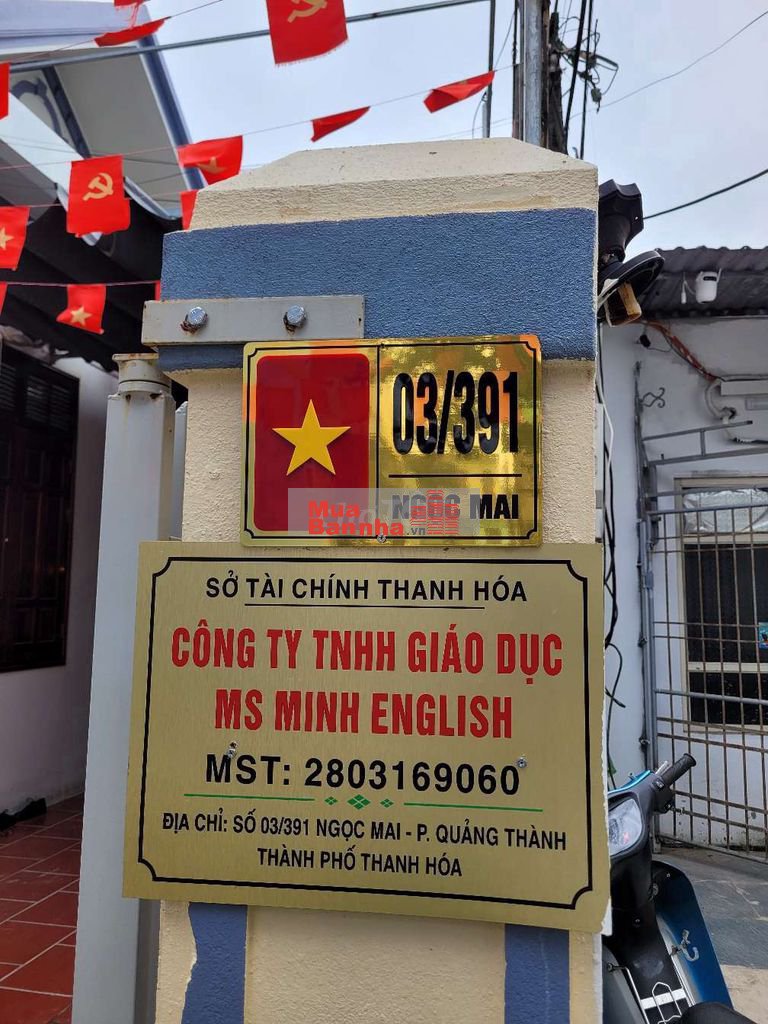 03/391
NGỌC MAI
Mua
Bannha.vn
SỞ TÀI CHÍNH THANH HÓA
CÔNG TY TNHH GIÁO DỤC
MS MINH ENGLISH
MST: 2803169060
ĐỊA CHỈ: SỐ 03/391 NGỌC MAI - P. QUẢNG THÀNH
THÀNH PHỐ THANH HÓA